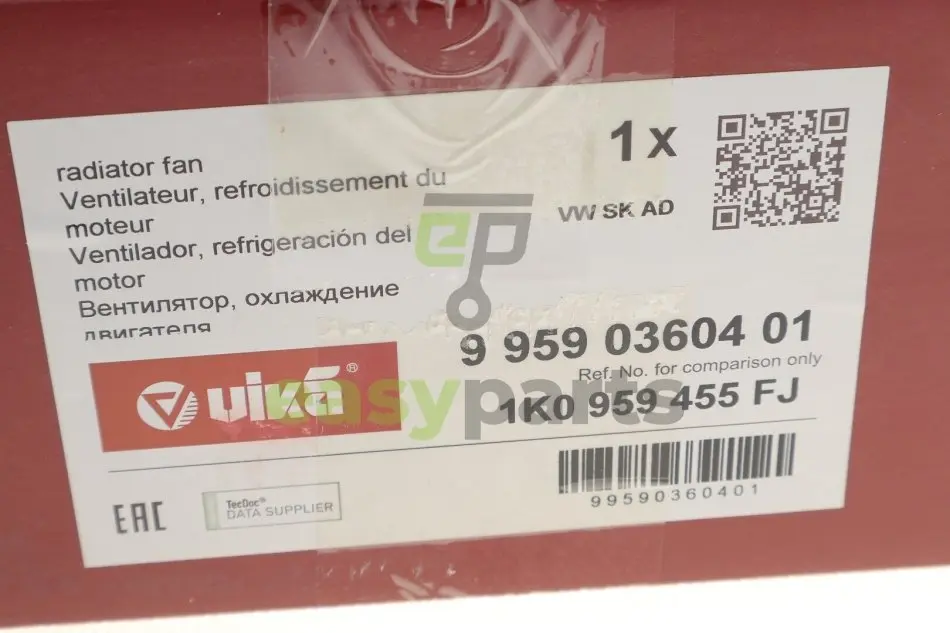 radiator fan
Ventilateur, refroidissement du
moteur
Ventilador, refrigeración del
motor
Вентилятор, охлаждение
двигателя
1 x
VW SK AD
9 959 03604 01
Ref. No. for comparison only
1K0 959 455 FJ
vika®
easyparts
ep
99590360401
EAC
TecDoc®
DATA SUPPLIER